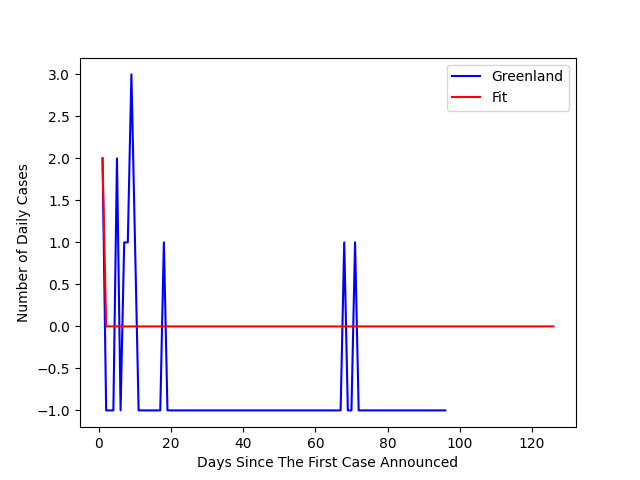 Greenland
Fit
3.0
2.5
2.0
1.5
1.0
0.5
0.0
−0.5
−1.0
Number of Daily Cases
0 20 40 60 80 100 120
Days Since The First Case Announced